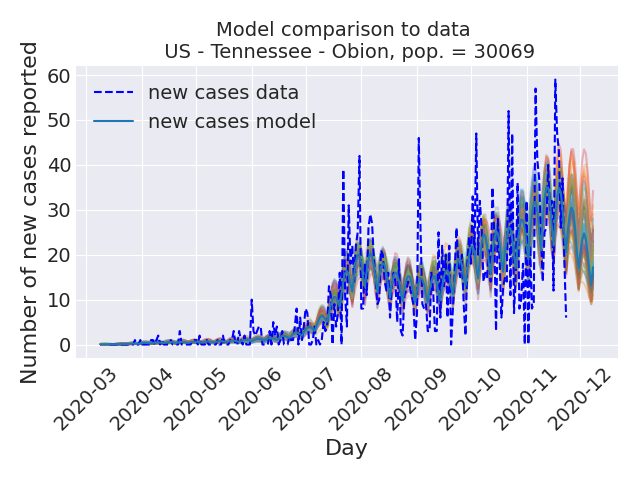 Model comparison to data
US - Tennessee - Obion, pop. = 30069
Number of new cases reported
60
50
40
30
20
10
0
new cases data
new cases model
2020-03
2020-04
2020-05
2020-06
2020-07
2020-08
2020-09
2020-10
2020-11
2020-12
Day